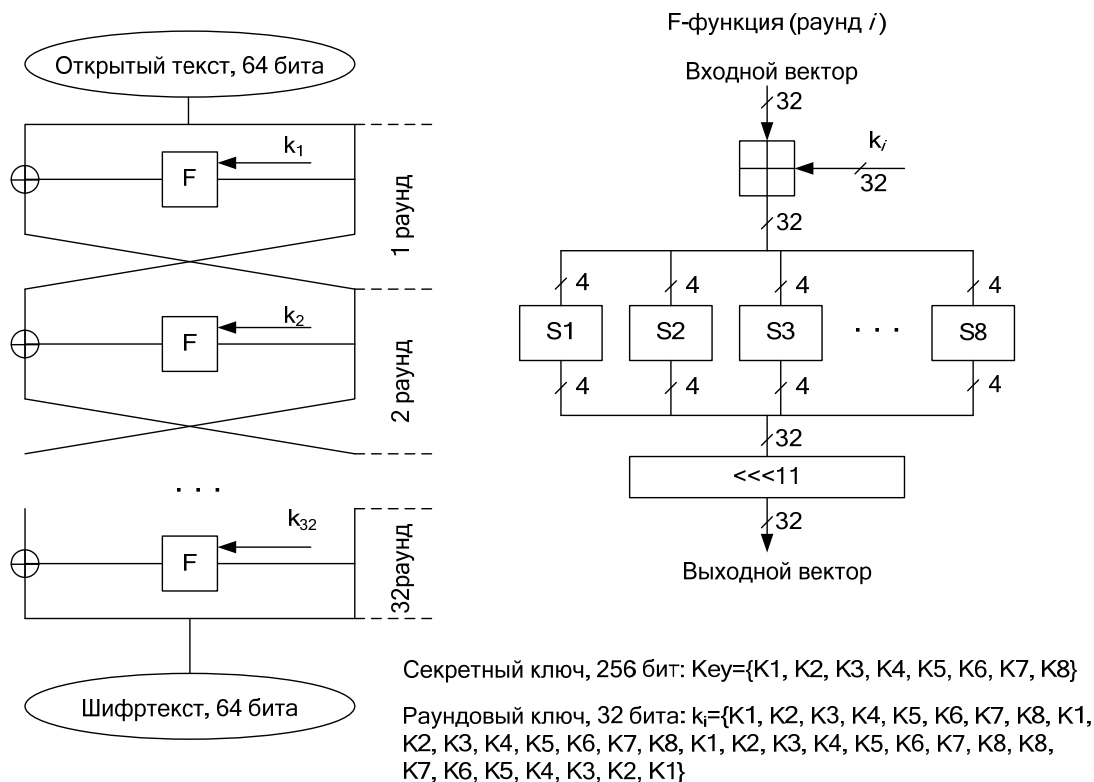 Открытый текст, 64 бита
k₁
F
1 раунд
k₂
F
2 раунд
. . .
k₃₂
F
32раунд
Шифртекст, 64 бита
F-функция (раунд i)
Входной вектор
32
kᵢ
32
32
4 4 4 4
S1 S2 S3 . . . S8
4 4 4 4
32
<<<11
32
Выходной вектор
Секретный ключ, 256 бит: Key={K1, K2, K3, K4, K5, K6, K7, K8}
Раундовый ключ, 32 бита: kᵢ={K1, K2, K3, K4, K5, K6, K7, K8, K1,
K2, K3, K4, K5, K6, K7, K8, K1, K2, K3, K4, K5, K6, K7, K8, K8,
K7, K6, K5, K4, K3, K2, K1}